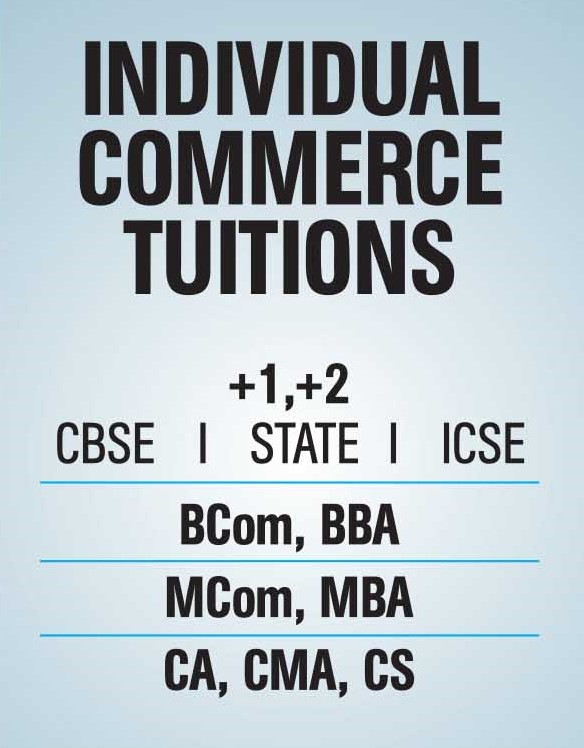 INDIVIDUAL
COMMERCE
TUITIONS
+1,+2
CBSE | STATE | ICSE
BCom, BBA
MCom, MBA
CA, CMA, CS